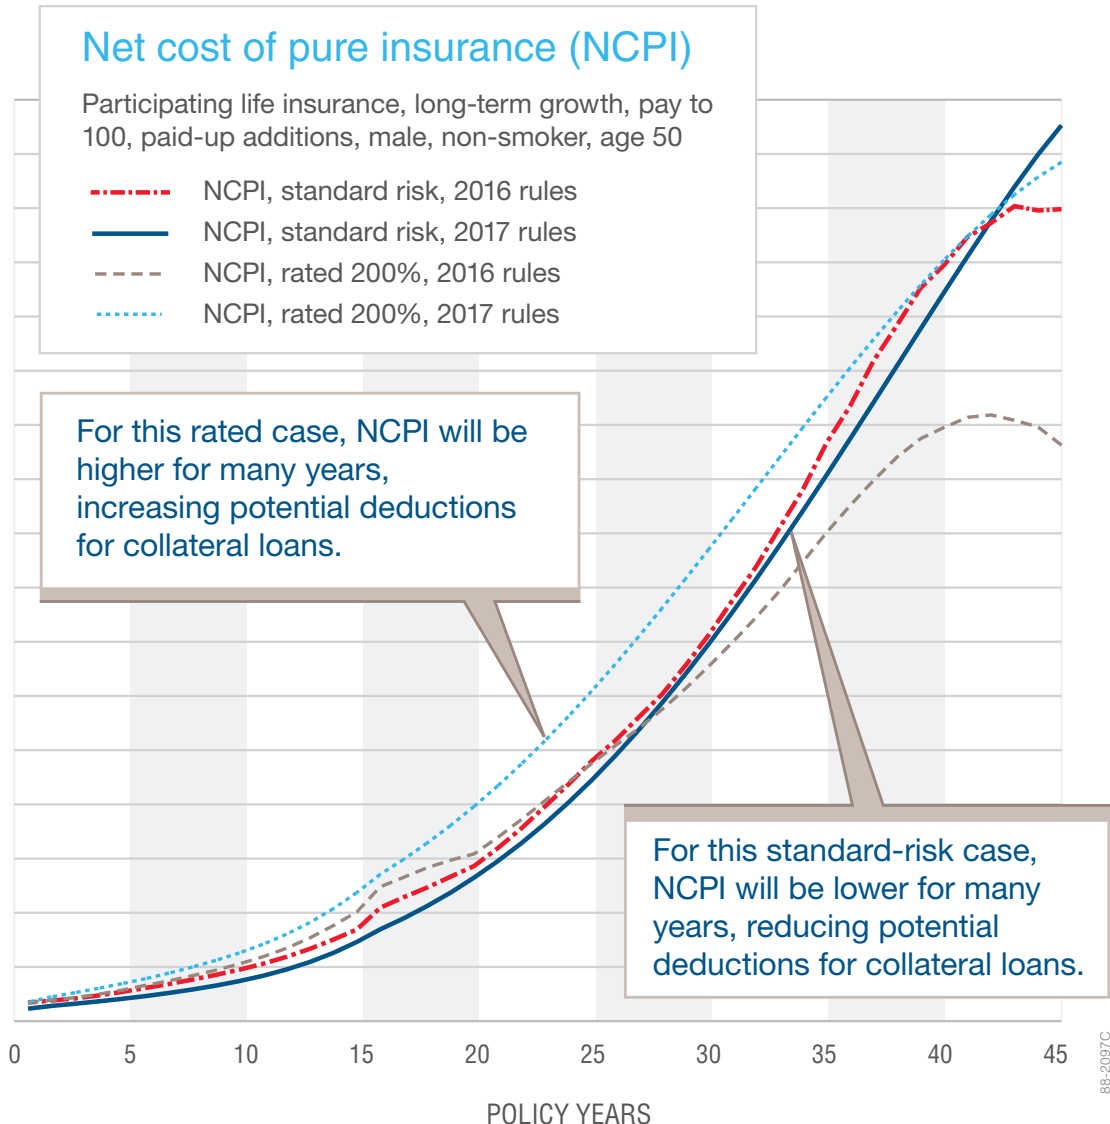 Net cost of pure insurance (NCPI)
Participating life insurance, long-term growth, pay to
100, paid-up additions, male, non-smoker, age 50
NCPI, standard risk, 2016 rules
NCPI, standard risk, 2017 rules
NCPI, rated 200%, 2016 rules
NCPI, rated 200%, 2017 rules
For this rated case, NCPI will be
higher for many years,
increasing potential deductions
for collateral loans.
For this standard-risk case,
NCPI will be lower for many
years, reducing potential
deductions for collateral loans.
0 5 10 15 20 25 30 35 40 45
POLICY YEARS
88-2097C